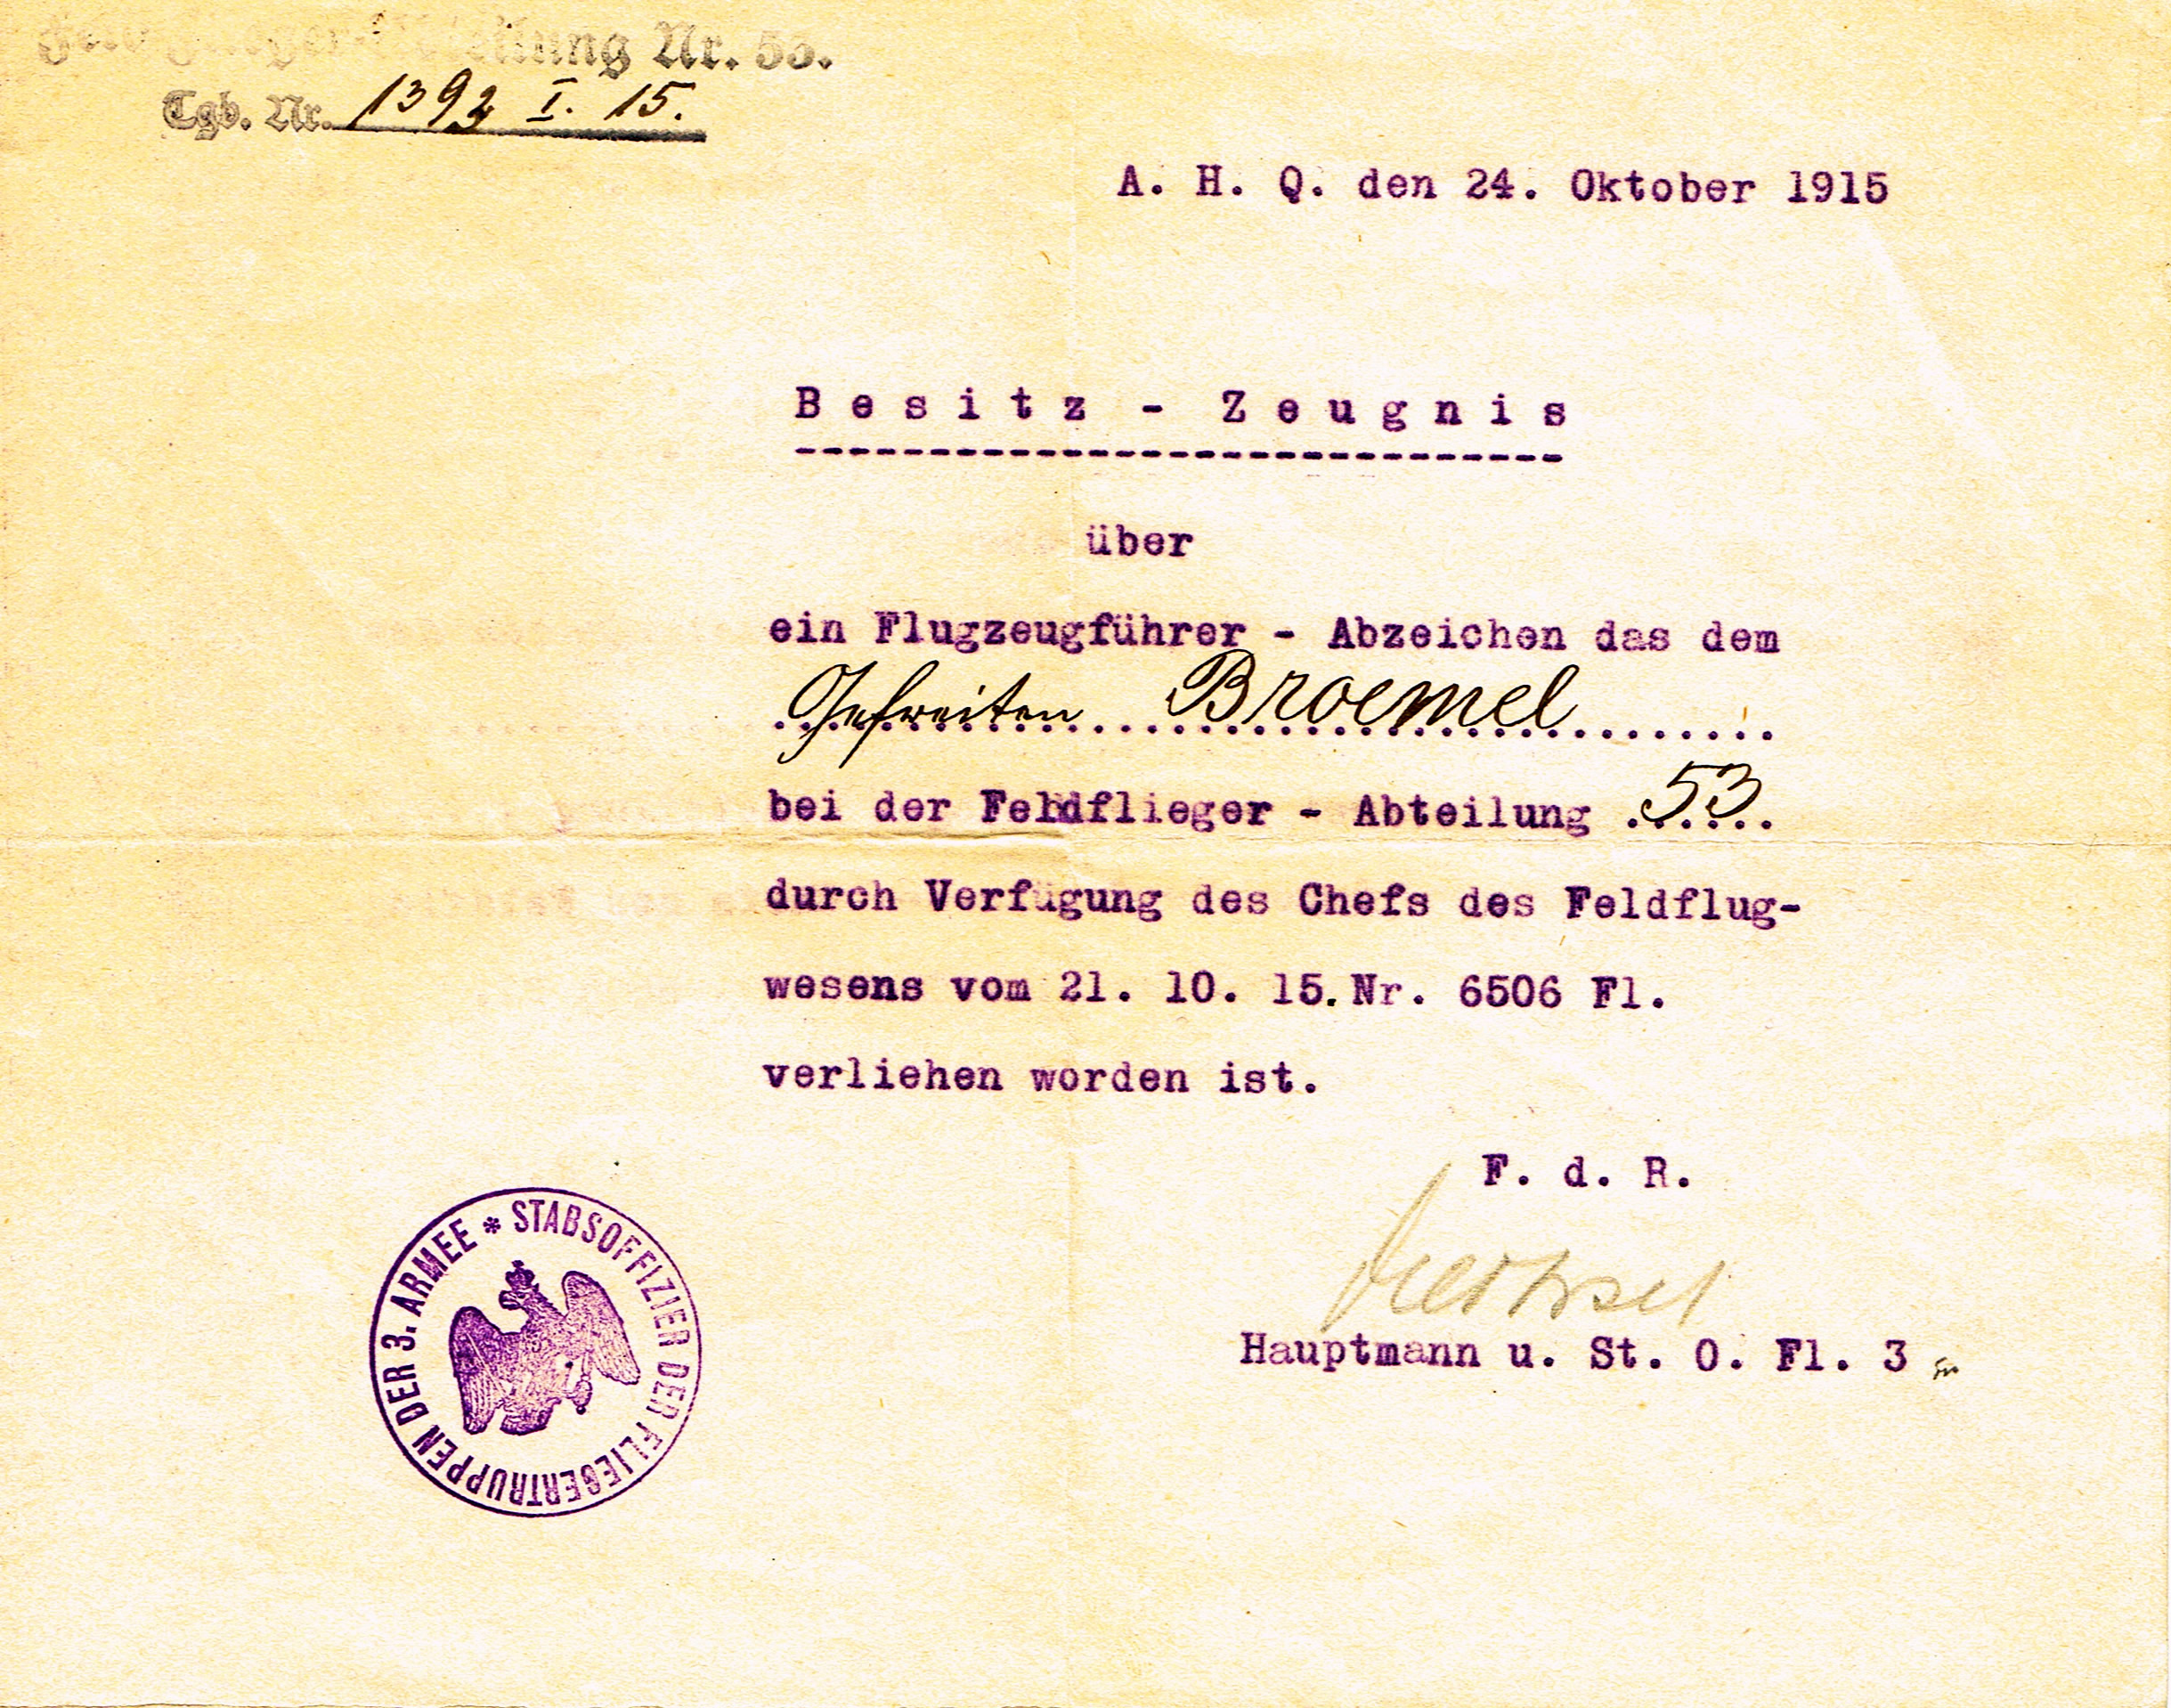 Feldflieger-Abteilung Nr. 53.
Tgb. Nr. 1392 I. 15.
A. H. Q. den 24. Oktober 1915
Besitz - Zeugnis
über
ein Flugzeugführer - Abzeichen das dem
Gefreiten Broemel
bei der Feldflieger - Abteilung 53
durch Verfügung des Chefs des Feldflug-
wesens vom 21. 10. 15. Nr. 6506 Fl.
verliehen worden ist.
F. d. R.
Hauptmann u. St. O. Fl. 3
STABSOFFIZIER DER FLIEGERTRUPPEN DER 3. ARMEE *